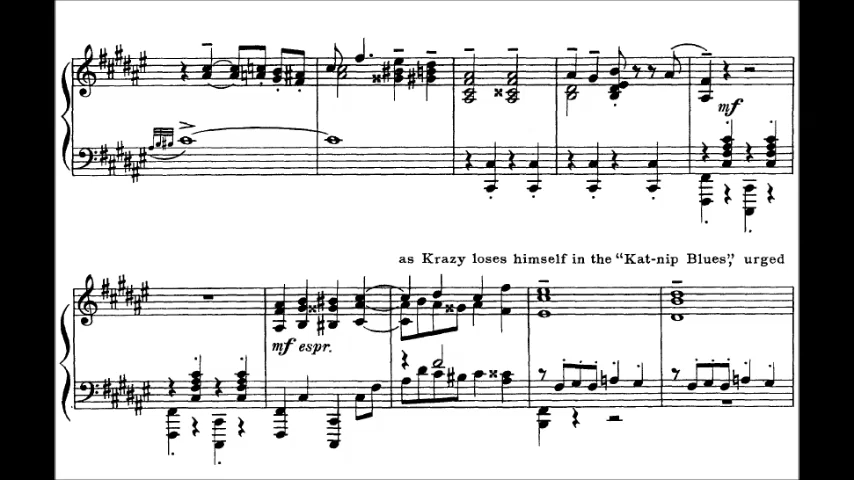 mf
as Krazy loses himself in the "Kat-nip Blues", urged
mf espr.